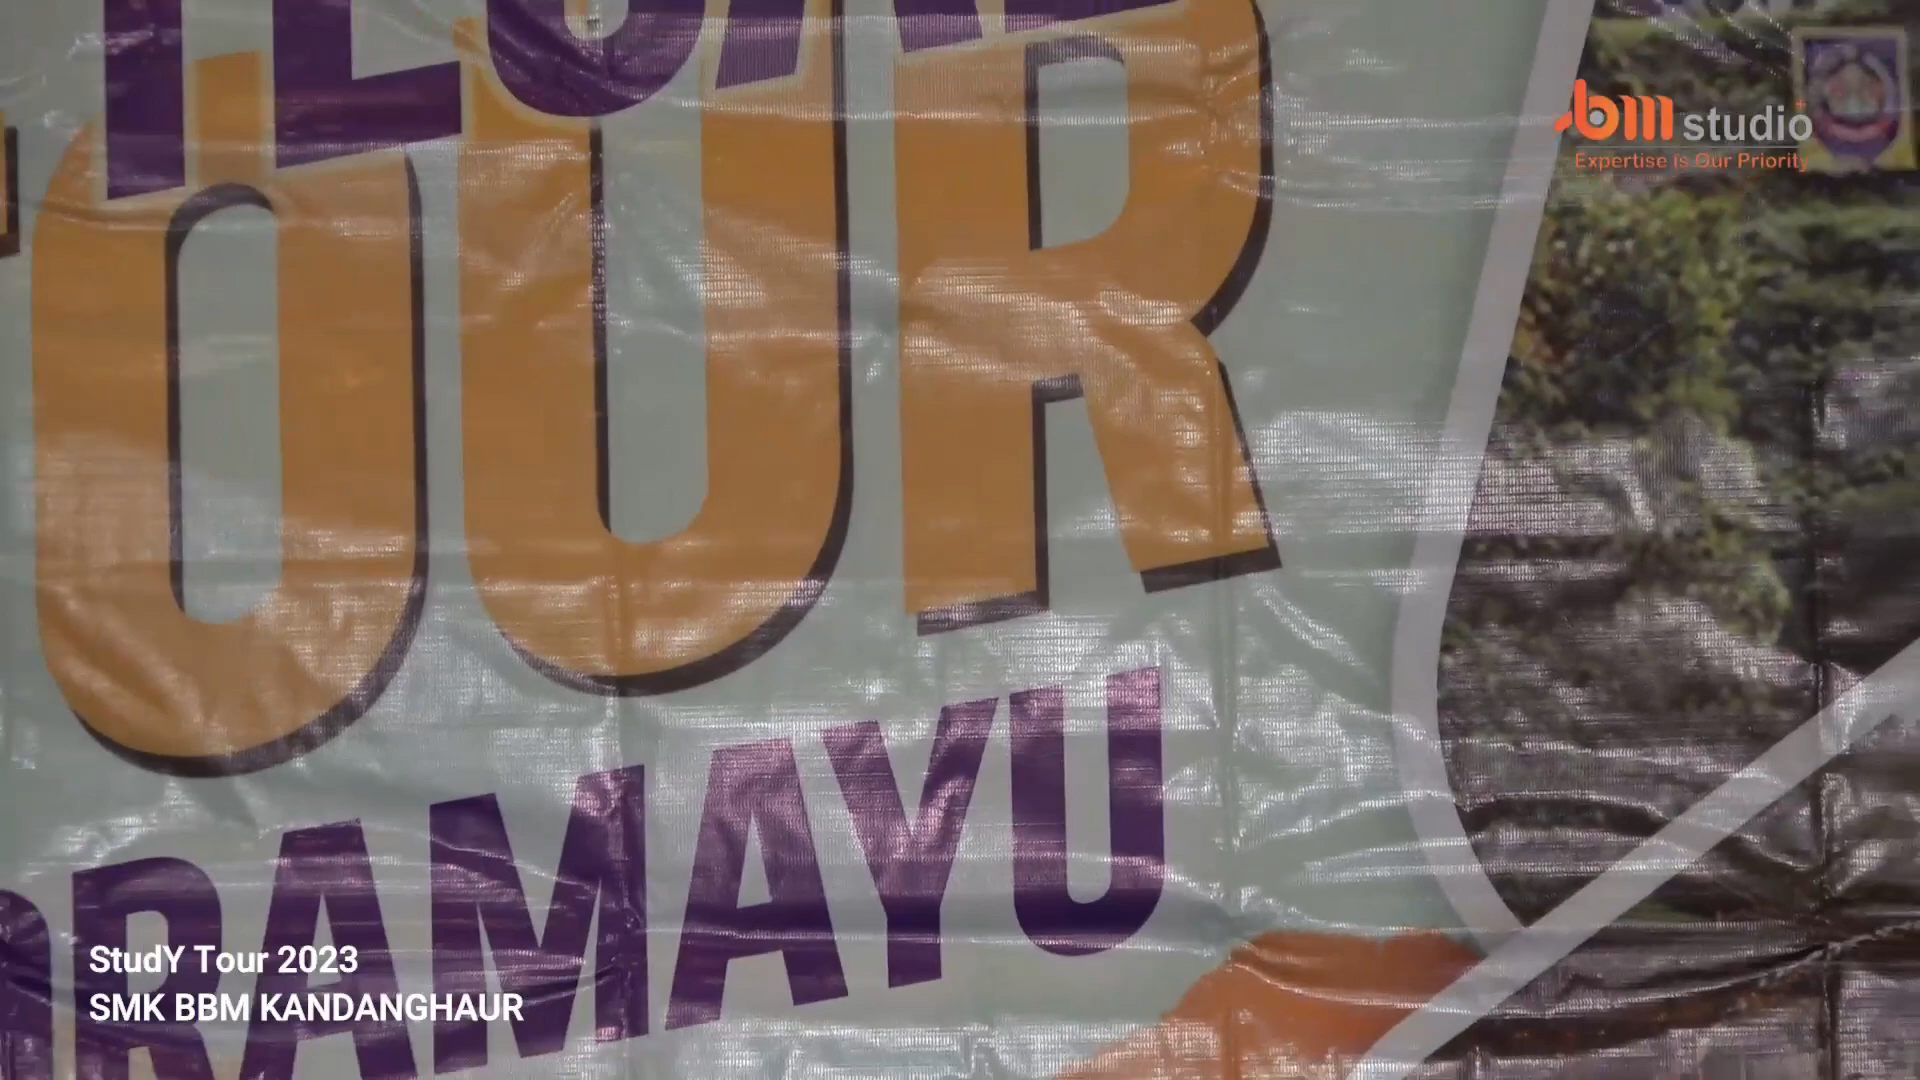 bm studio
Expertise is Our Priority
OUR
RAMAYU
StudY Tour 2023
SMK BBM KANDANGHAUR